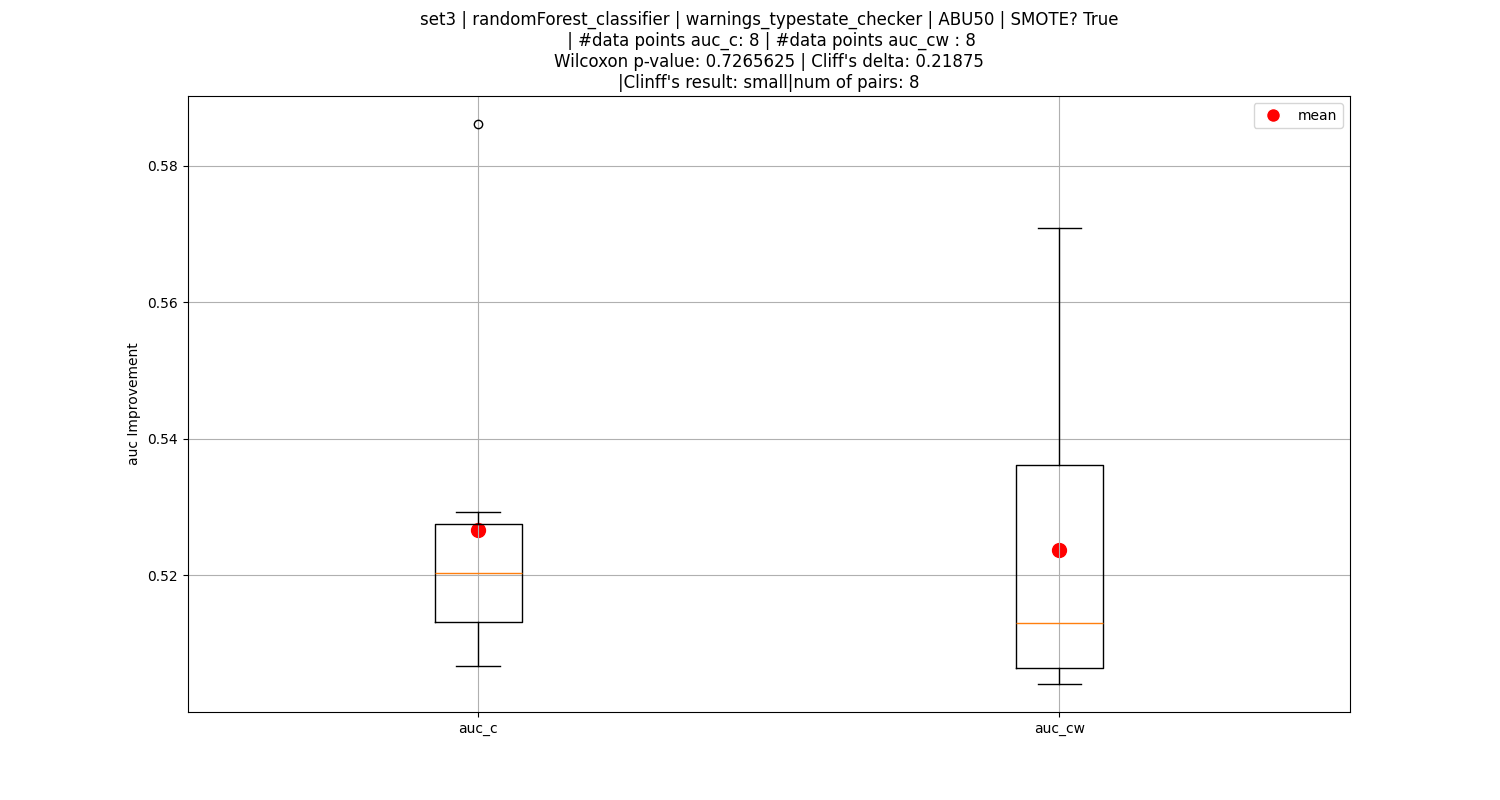 set3 | randomForest_classifier | warnings_typestate_checker | ABU50 | SMOTE? True
| #data points auc_c: 8 | #data points auc_cw : 8
Wilcoxon p-value: 0.7265625 | Cliff's delta: 0.21875
|Clinff's result: small|num of pairs: 8
mean
0.58
0.56
0.54
0.52
auc Improvement
auc_c
auc_cw